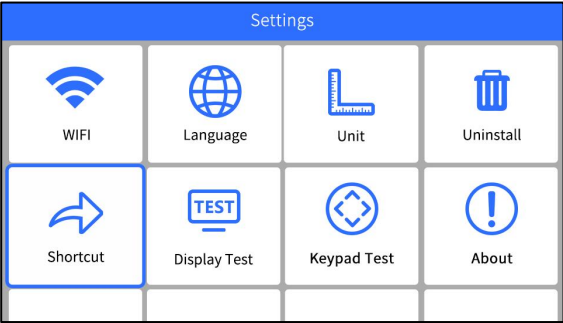 Settings
WIFI
Language
Unit
Uninstall
Shortcut
TEST
Display Test
Keypad Test
About